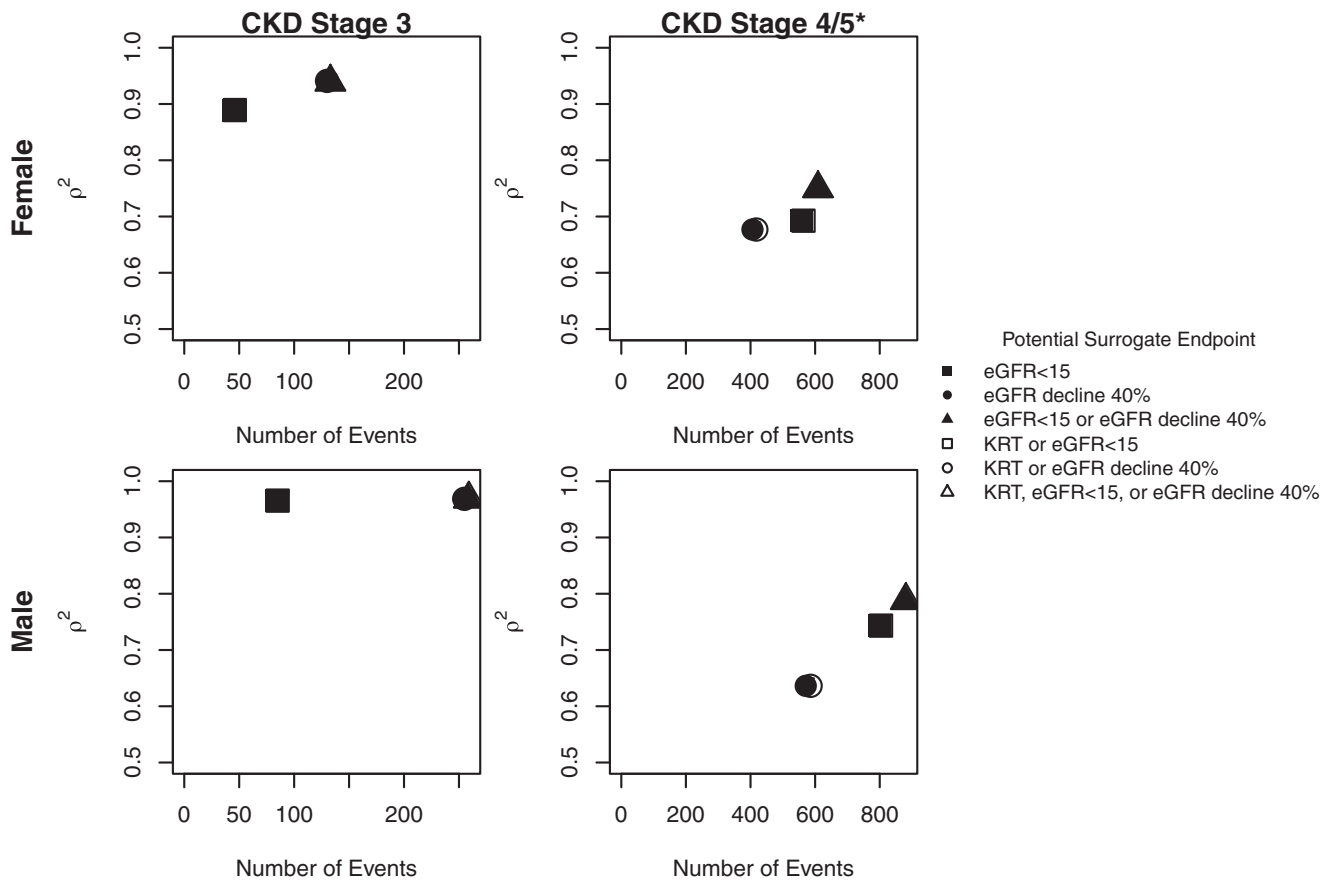 CKD Stage 3
CKD Stage 4/5*
Female
ρ2
0.5 0.6 0.7 0.8 0.9 1.0
0 50 100 200
Number of Events
ρ2
0.5 0.6 0.7 0.8 0.9 1.0
0 200 400 600 800
Number of Events
Male
ρ2
0.5 0.6 0.7 0.8 0.9 1.0
0 50 100 200
Number of Events
ρ2
0.5 0.6 0.7 0.8 0.9 1.0
0 200 400 600 800
Number of Events
Potential Surrogate Endpoint
eGFR<15
eGFR decline 40%
eGFR<15 or eGFR decline 40%
KRT or eGFR<15
KRT or eGFR decline 40%
KRT, eGFR<15, or eGFR decline 40%